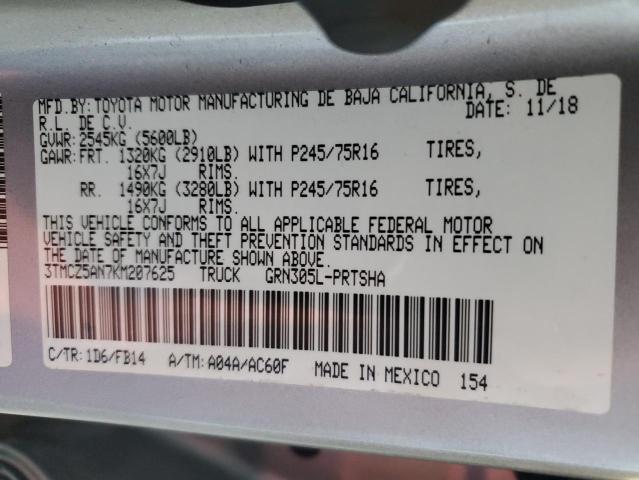 MFD.BY:TOYOTA MOTOR MANUFACTURING DE BAJA CALIFORNIA, S. DE
R.L. DE C.V. DATE: 11/18
GVWR: 2545KG (5600LB)
GAWR:FRT. 1320KG (2910LB) WITH P245/75R16 TIRES,
16X7J RIMS.
RR. 1490KG (3280LB) WITH P245/75R16 TIRES,
16X7J RIMS.
THIS VEHICLE CONFORMS TO ALL APPLICABLE FEDERAL MOTOR
VEHICLE SAFETY AND THEFT PREVENTION STANDARDS IN EFFECT ON
THE DATE OF MANUFACTURE SHOWN ABOVE.
3TMCZ5AN7KM207625 TRUCK GRN305L-PRTSHA
C/TR: 1D6/FB14 A/TM: A04A/AC60F MADE IN MEXICO 154